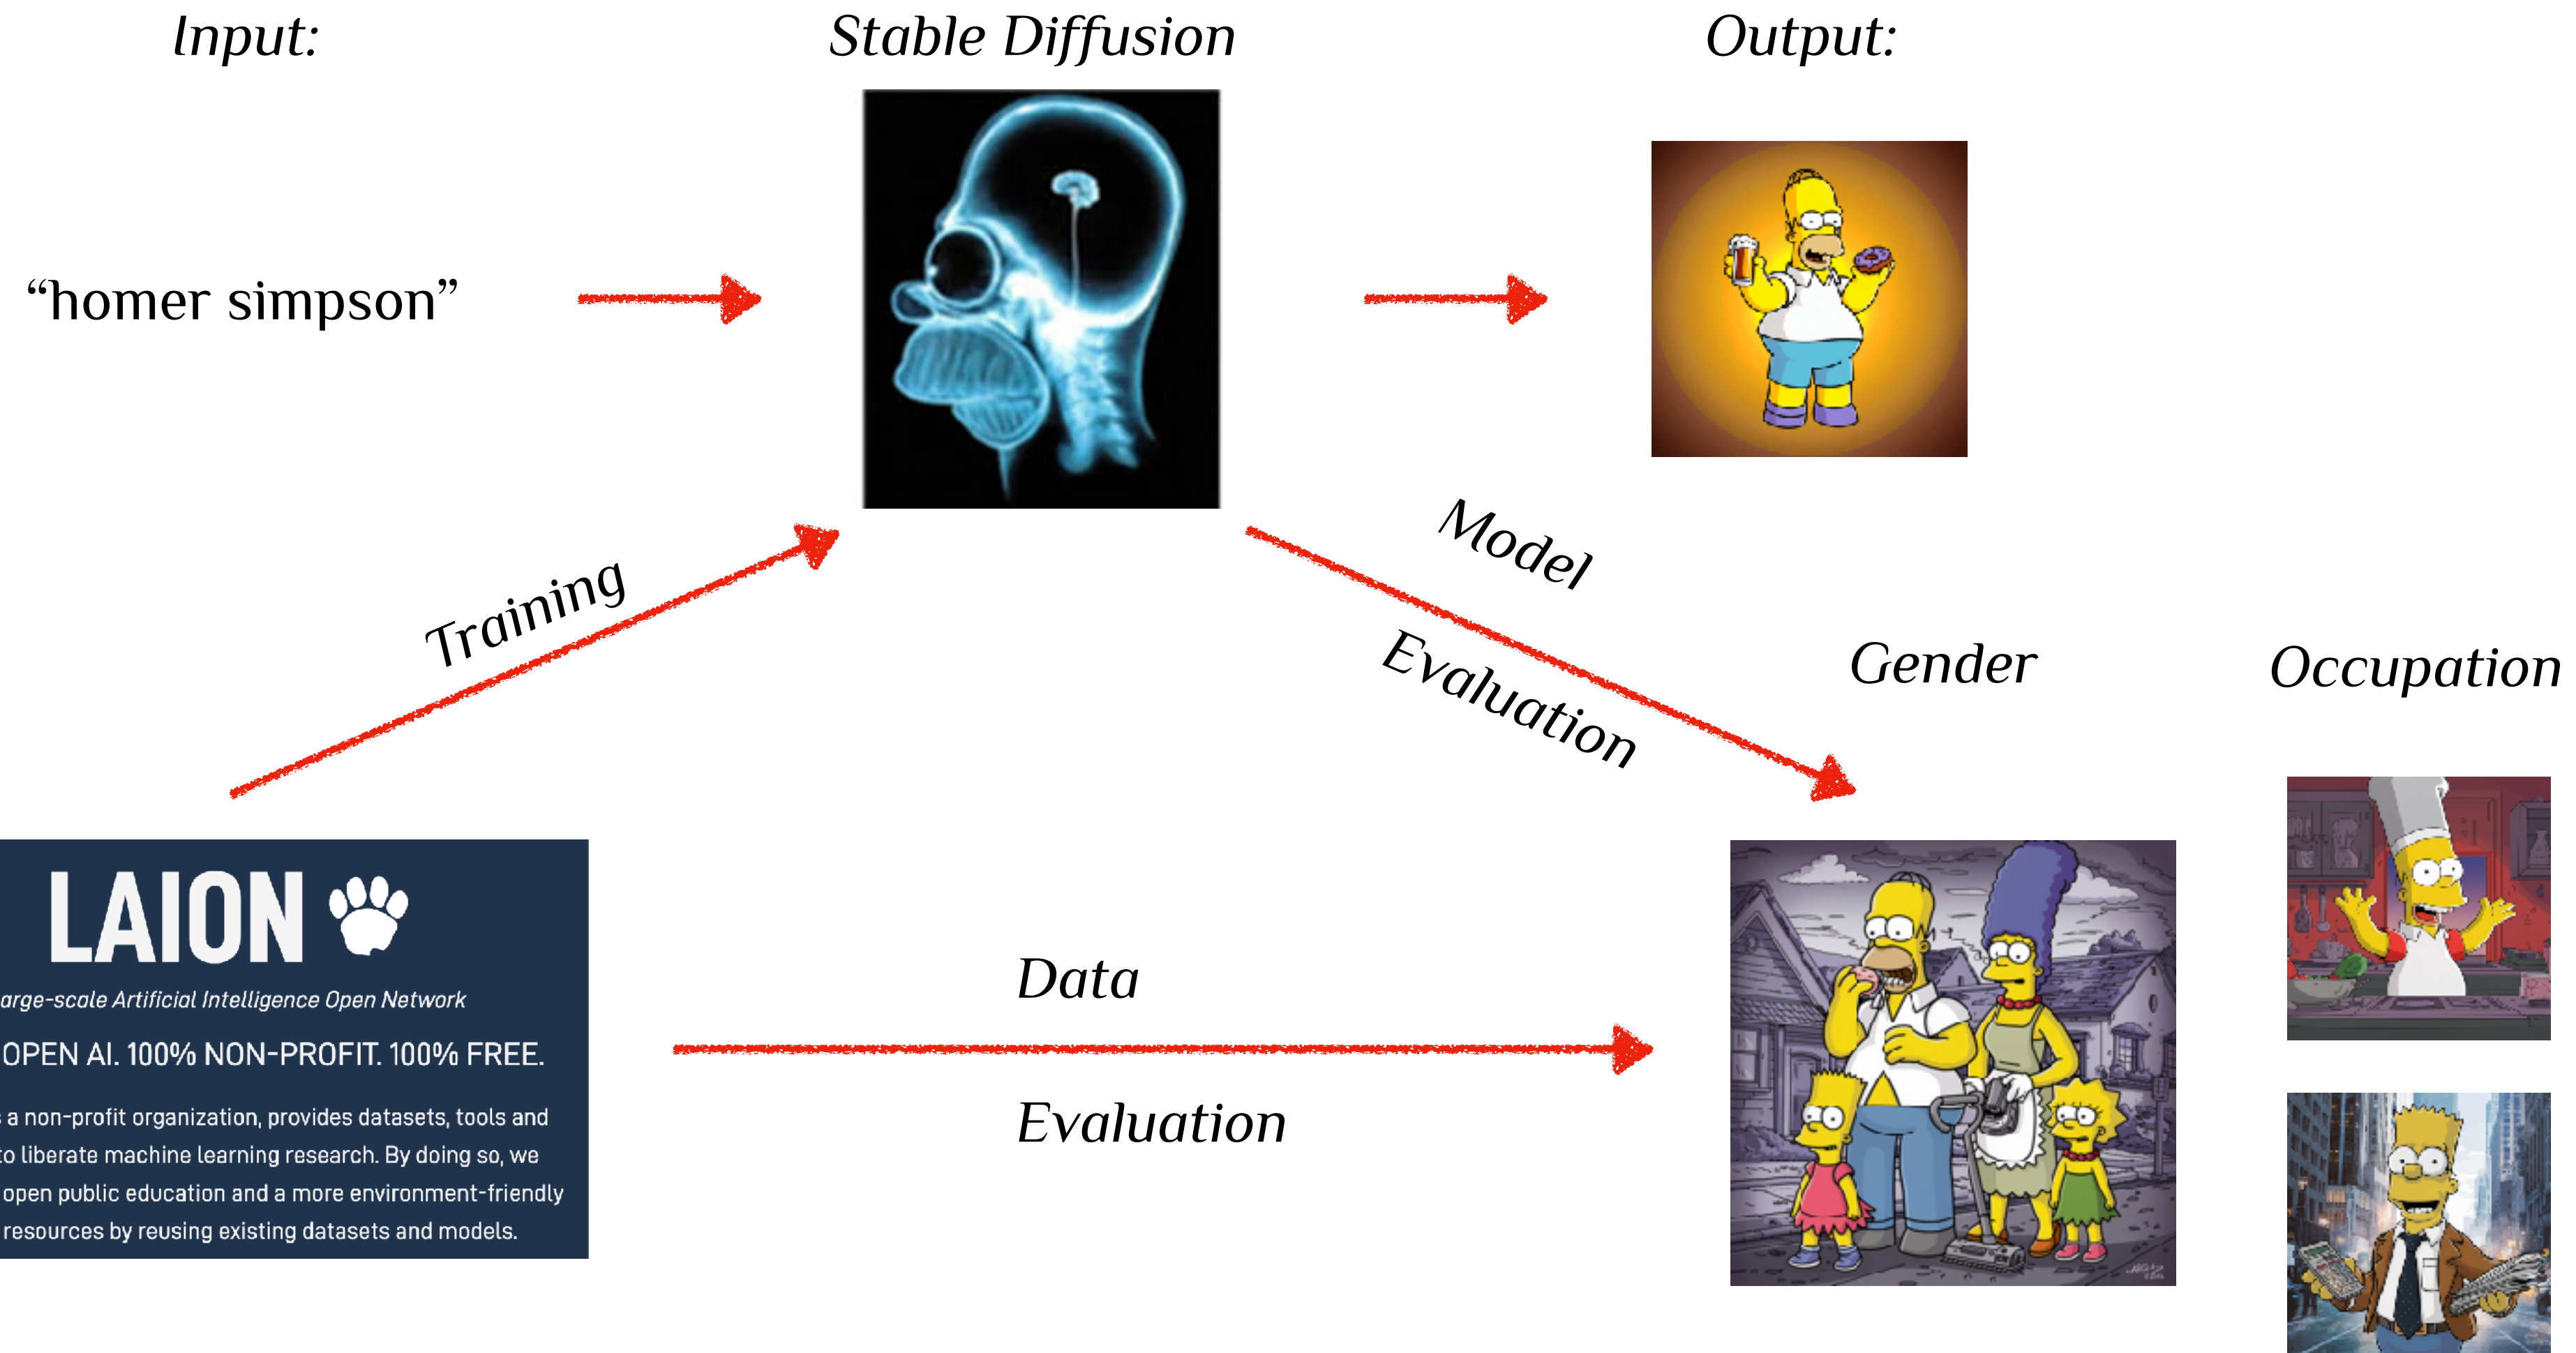 Input:
Stable Diffusion
Output:
“homer simpson”
Training
Model
Evaluation
Gender
Occupation
LAION
arge-scale Artificial Intelligence Open Network
OPEN AI. 100% NON-PROFIT. 100% FREE.
s a non-profit organization, provides datasets, tools and
to liberate machine learning research. By doing so, we
open public education and a more environment-friendly
resources by reusing existing datasets and models.
Data
Evaluation